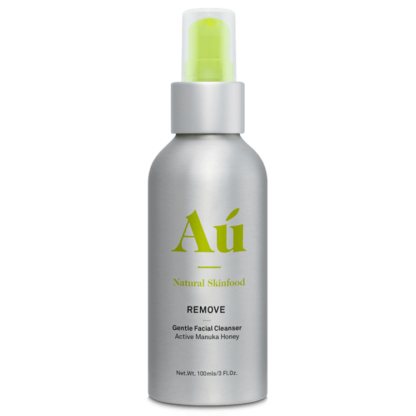 Aú
Natural Skinfood
REMOVE
Gentle Facial Cleanser
Active Manuka Honey
Net.Wt. 100mls/3 Fl.Oz.